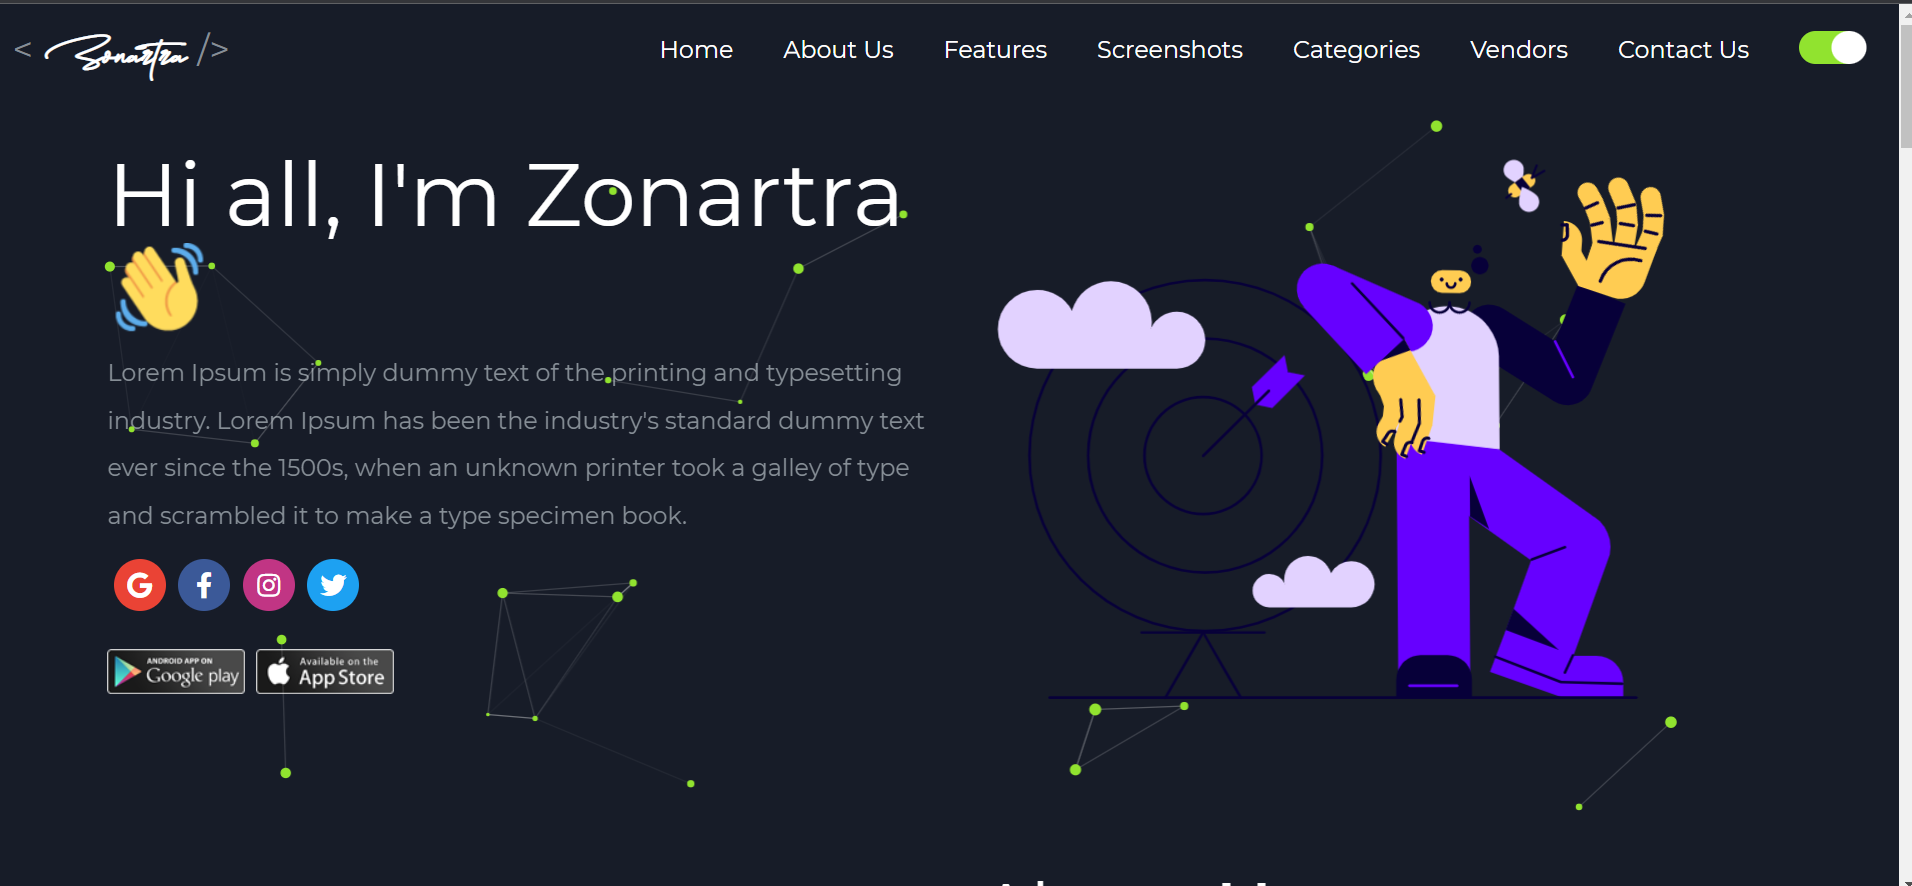 < Sonartra />
Home About Us Features Screenshots Categories Vendors Contact Us
Hi all, I'm Zonartra
Lorem Ipsum is simply dummy text of the printing and typesetting
industry. Lorem Ipsum has been the industry's standard dummy text
ever since the 1500s, when an unknown printer took a galley of type
and scrambled it to make a type specimen book.
ANDROID APP ON
Google play
Available on the
App Store